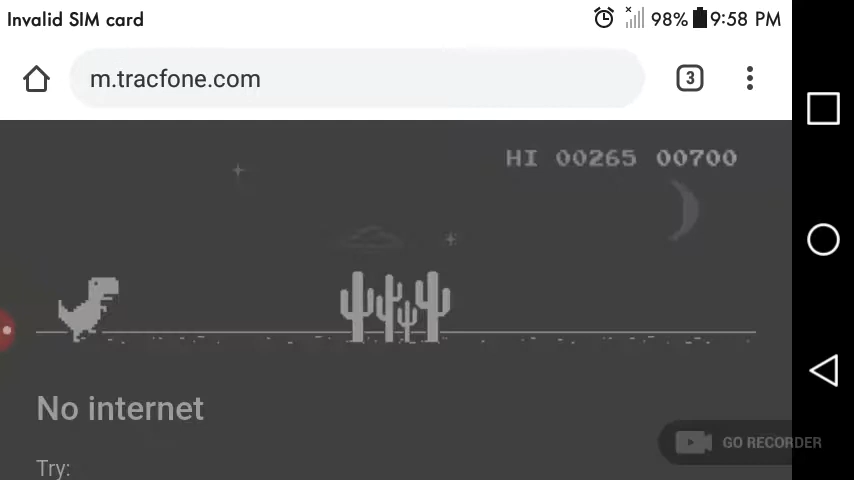 Invalid SIM card 98% 9:58 PM
m.tracfone.com 3
HI 00265 00700
No internet
GO RECORDER
Try: